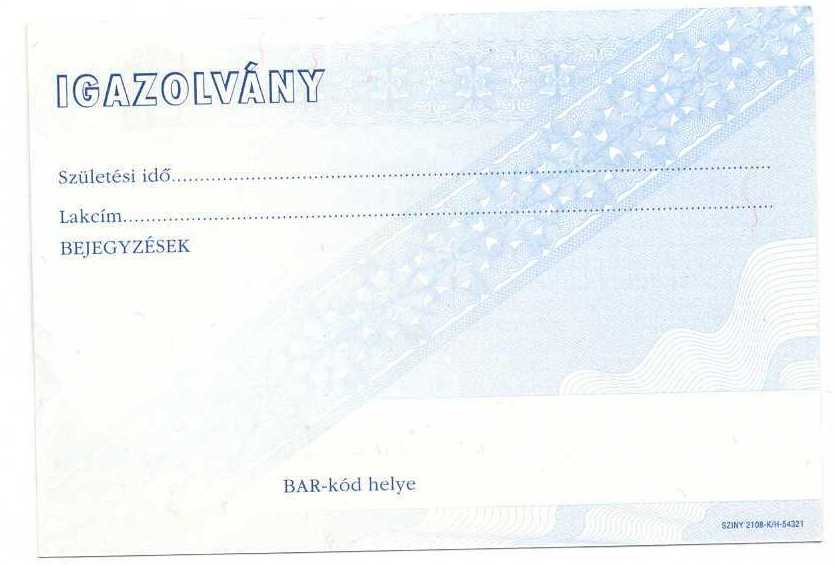 IGAZOLVÁNY
Születési idő..........................................................................................................
Lakcím..................................................................................................................
BEJEGYZÉSEK
BAR-kód helye
SZINY 2108-K/H-54321